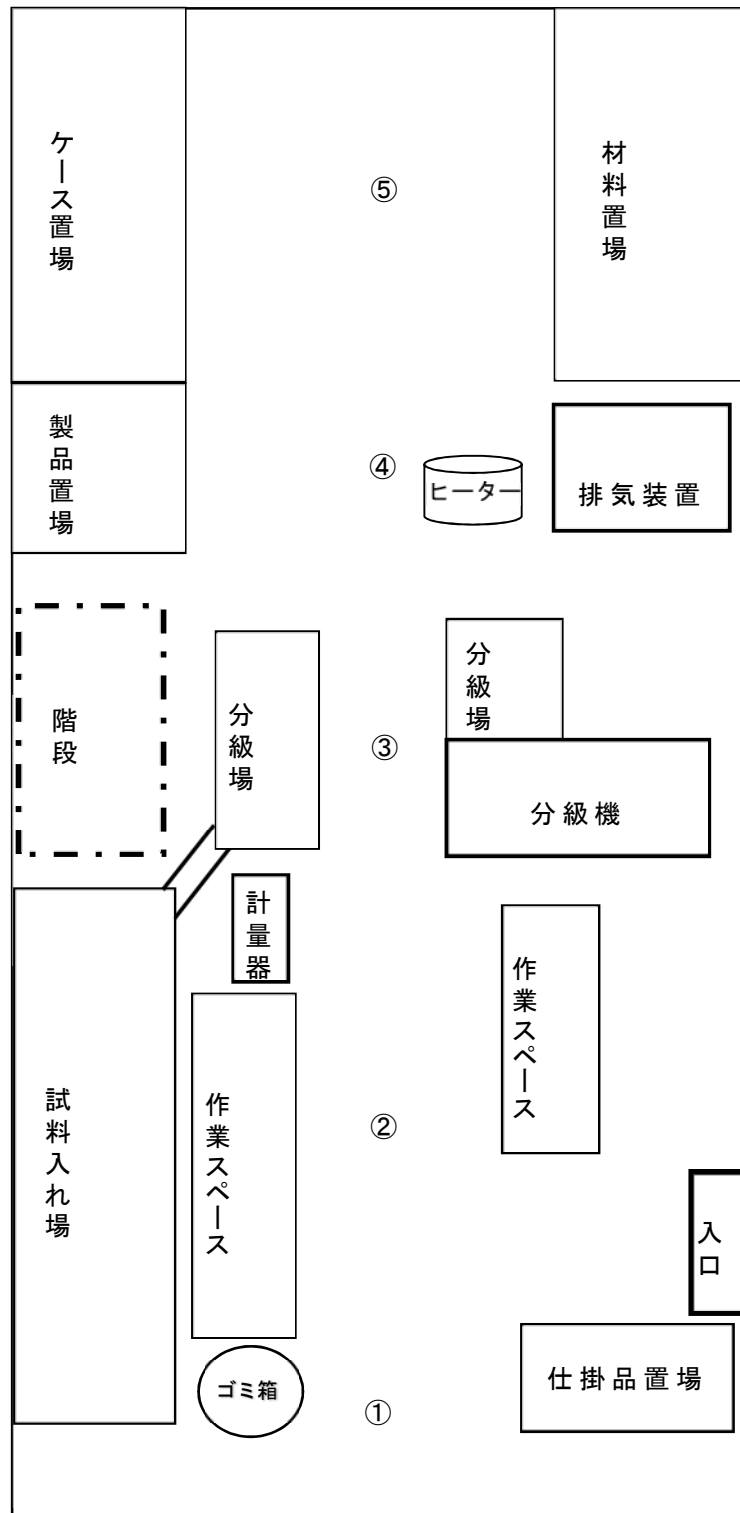 ケース置場
⑤
材料置場
製品置場
④
ヒーター
排気装置
階段
分級場
③
分級場
分級機
計量器
作業スペース
試料入れ場
作業スペース
②
入口
ゴミ箱
①
仕掛品置場